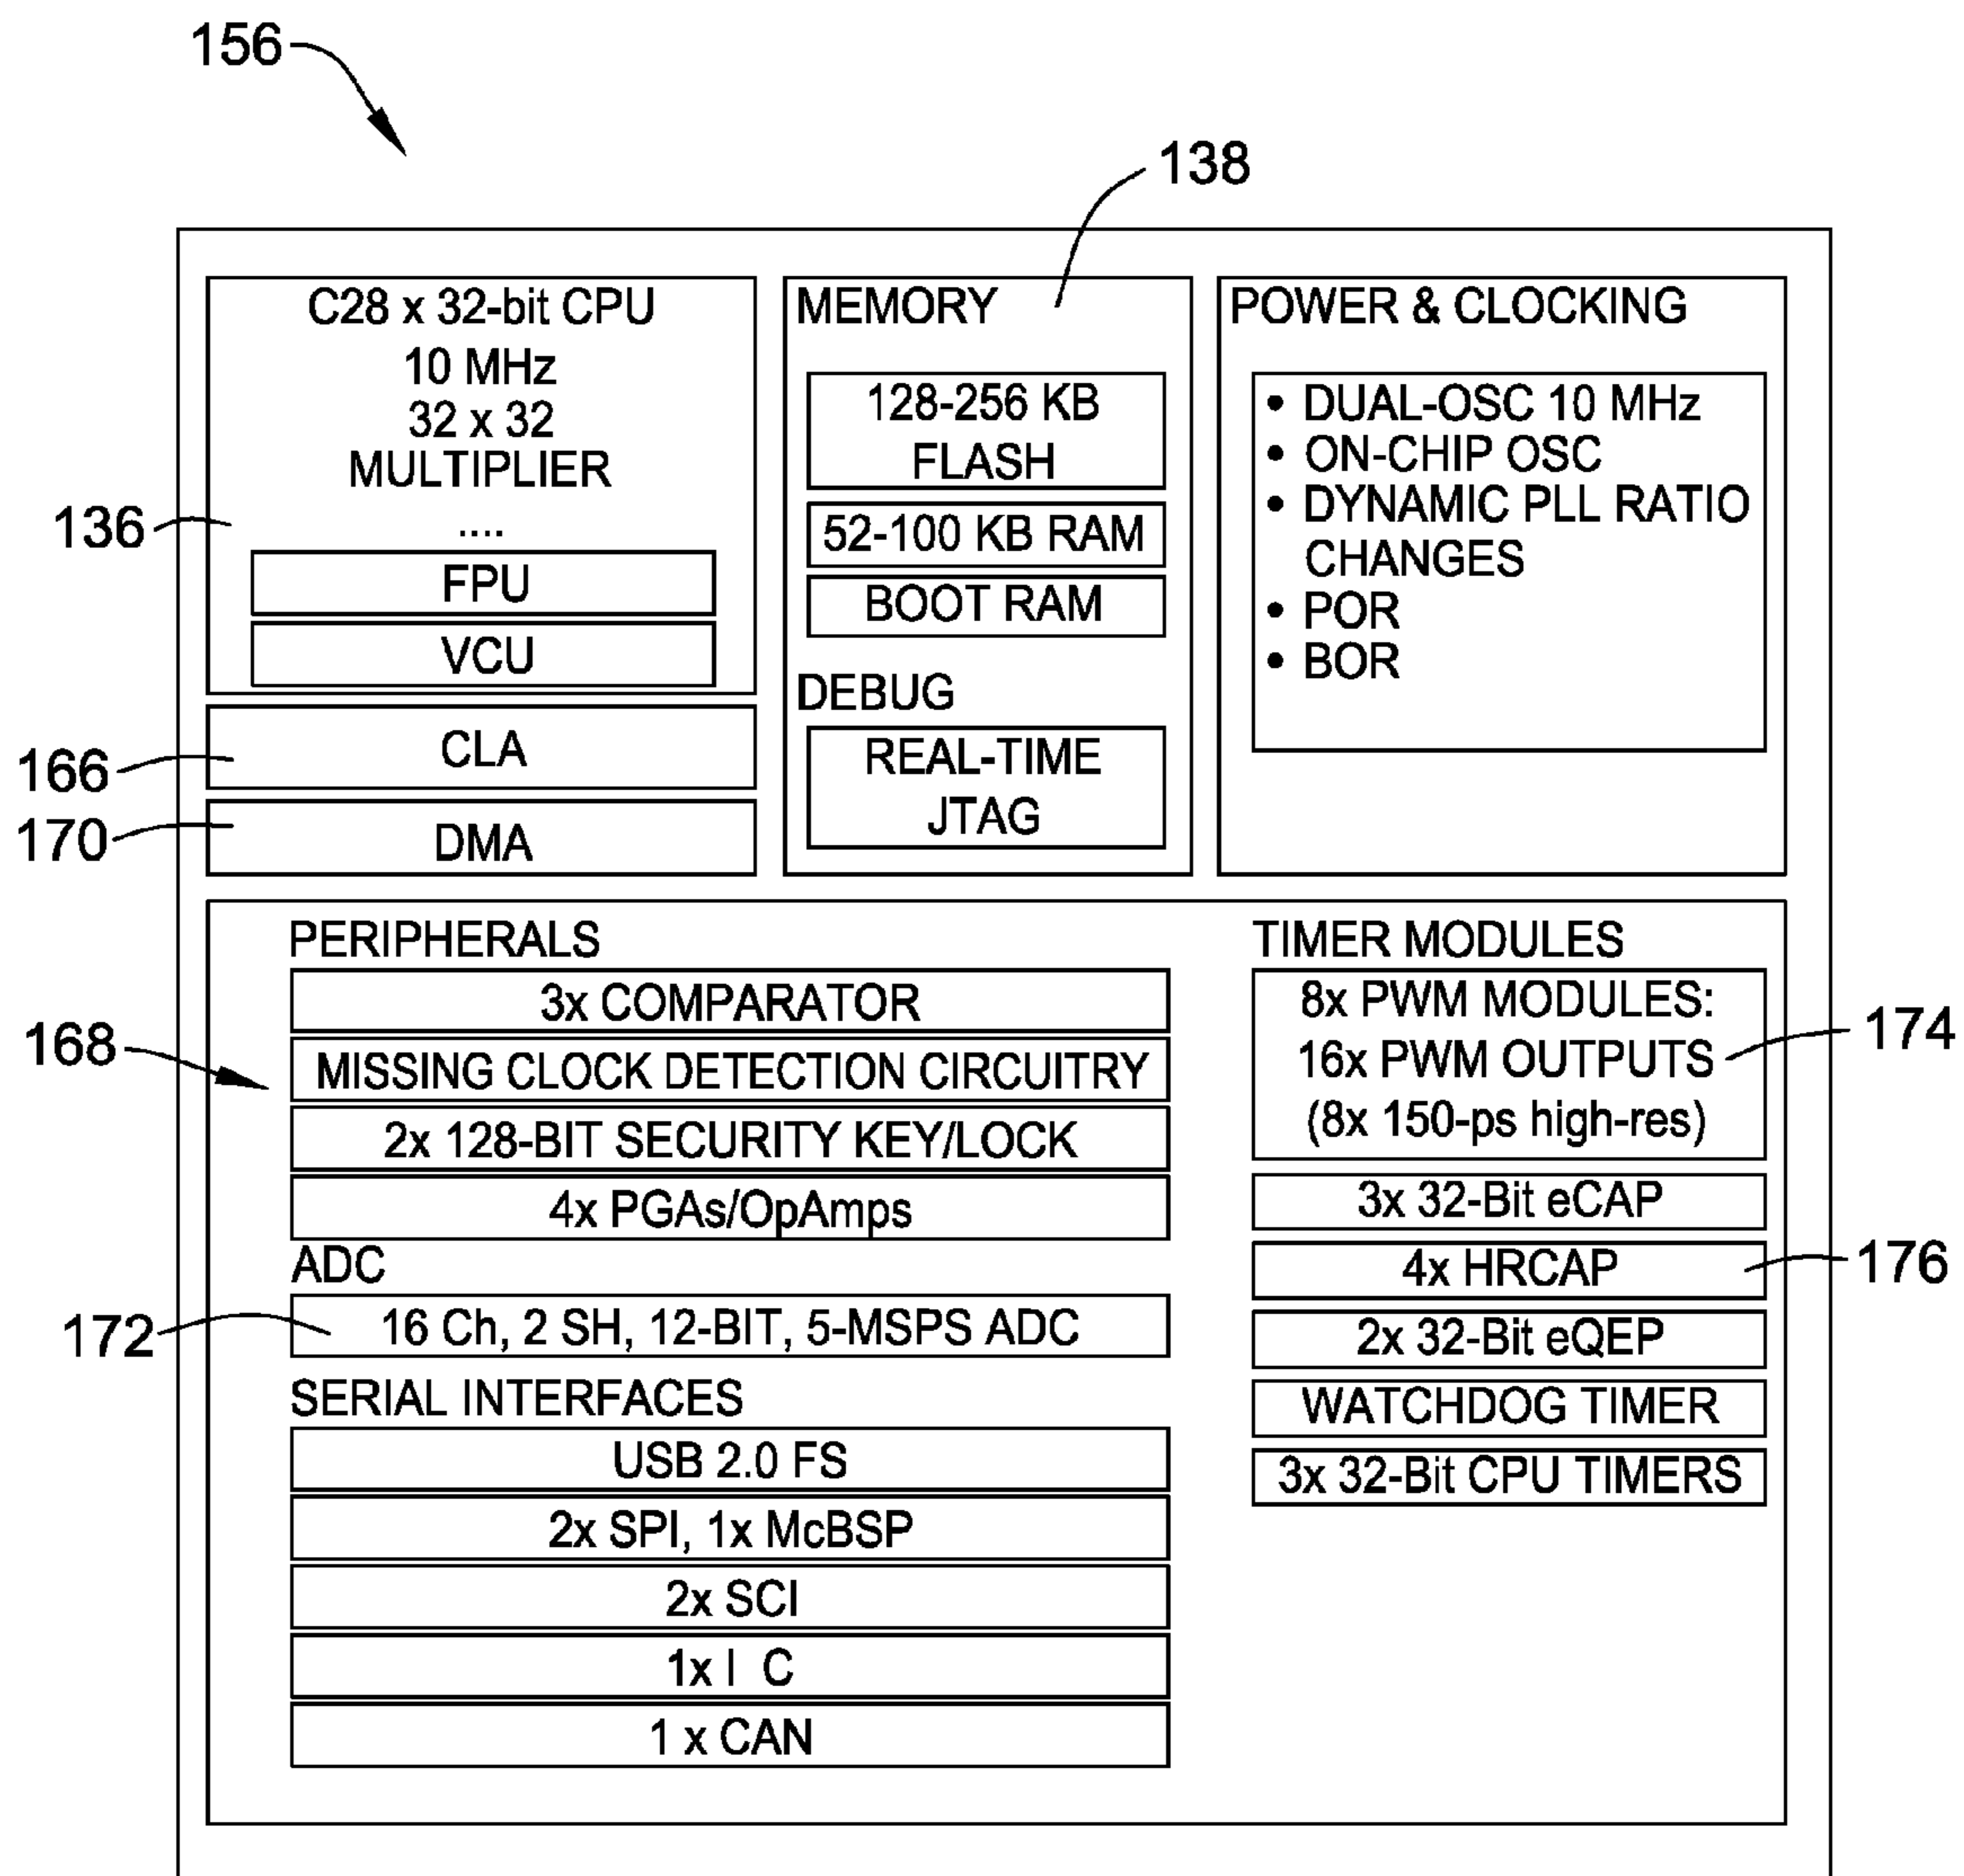 156
138
C28 x 32-bit CPU
10 MHz
32 x 32
MULTIPLIER
....
136
FPU
VCU
166
CLA
170
DMA
MEMORY
128-256 KB
FLASH
52-100 KB RAM
BOOT RAM
DEBUG
REAL-TIME
JTAG
POWER & CLOCKING
• DUAL-OSC 10 MHz
• ON-CHIP OSC
• DYNAMIC PLL RATIO
CHANGES
• POR
• BOR
PERIPHERALS
3x COMPARATOR
168
MISSING CLOCK DETECTION CIRCUITRY
2x 128-BIT SECURITY KEY/LOCK
4x PGAs/OpAmps
ADC
172
16 Ch, 2 SH, 12-BIT, 5-MSPS ADC
SERIAL INTERFACES
USB 2.0 FS
2x SPI, 1x McBSP
2x SCI
1x I C
1 x CAN
TIMER MODULES
8x PWM MODULES:
16x PWM OUTPUTS
(8x 150-ps high-res)
174
3x 32-Bit eCAP
4x HRCAP
176
2x 32-Bit eQEP
WATCHDOG TIMER
3x 32-Bit CPU TIMERS